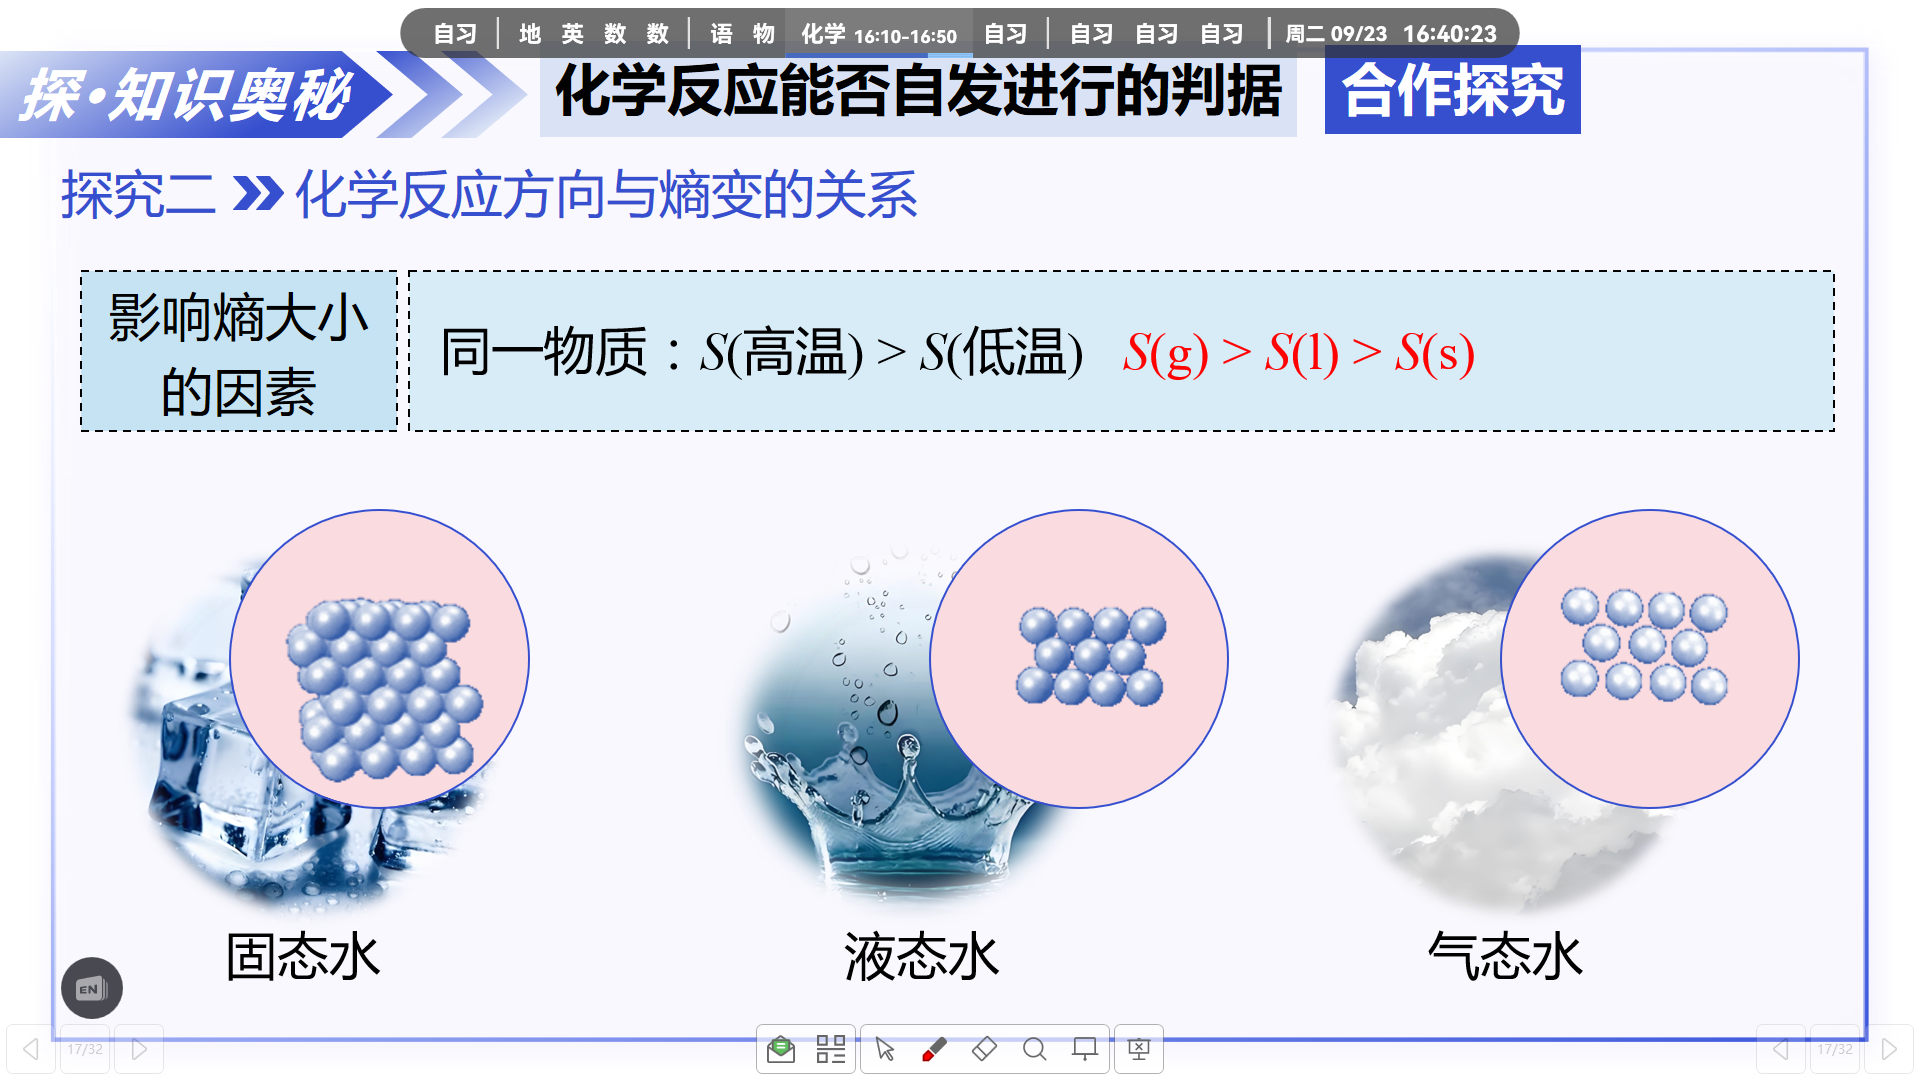 自习 | 地 英 数 数 | 语 物 化学 16:10-16:50 自习 | 自习 自习 自习 | 周二 09/23 16:40:23
探·知识奥秘 化学反应能否自发进行的判据 合作探究
探究二 化学反应方向与熵变的关系
影响熵大小
的因素
同一物质：S(高温) > S(低温) S(g) > S(l) > S(s)
固态水 液态水 气态水
EN
17/32 17/32